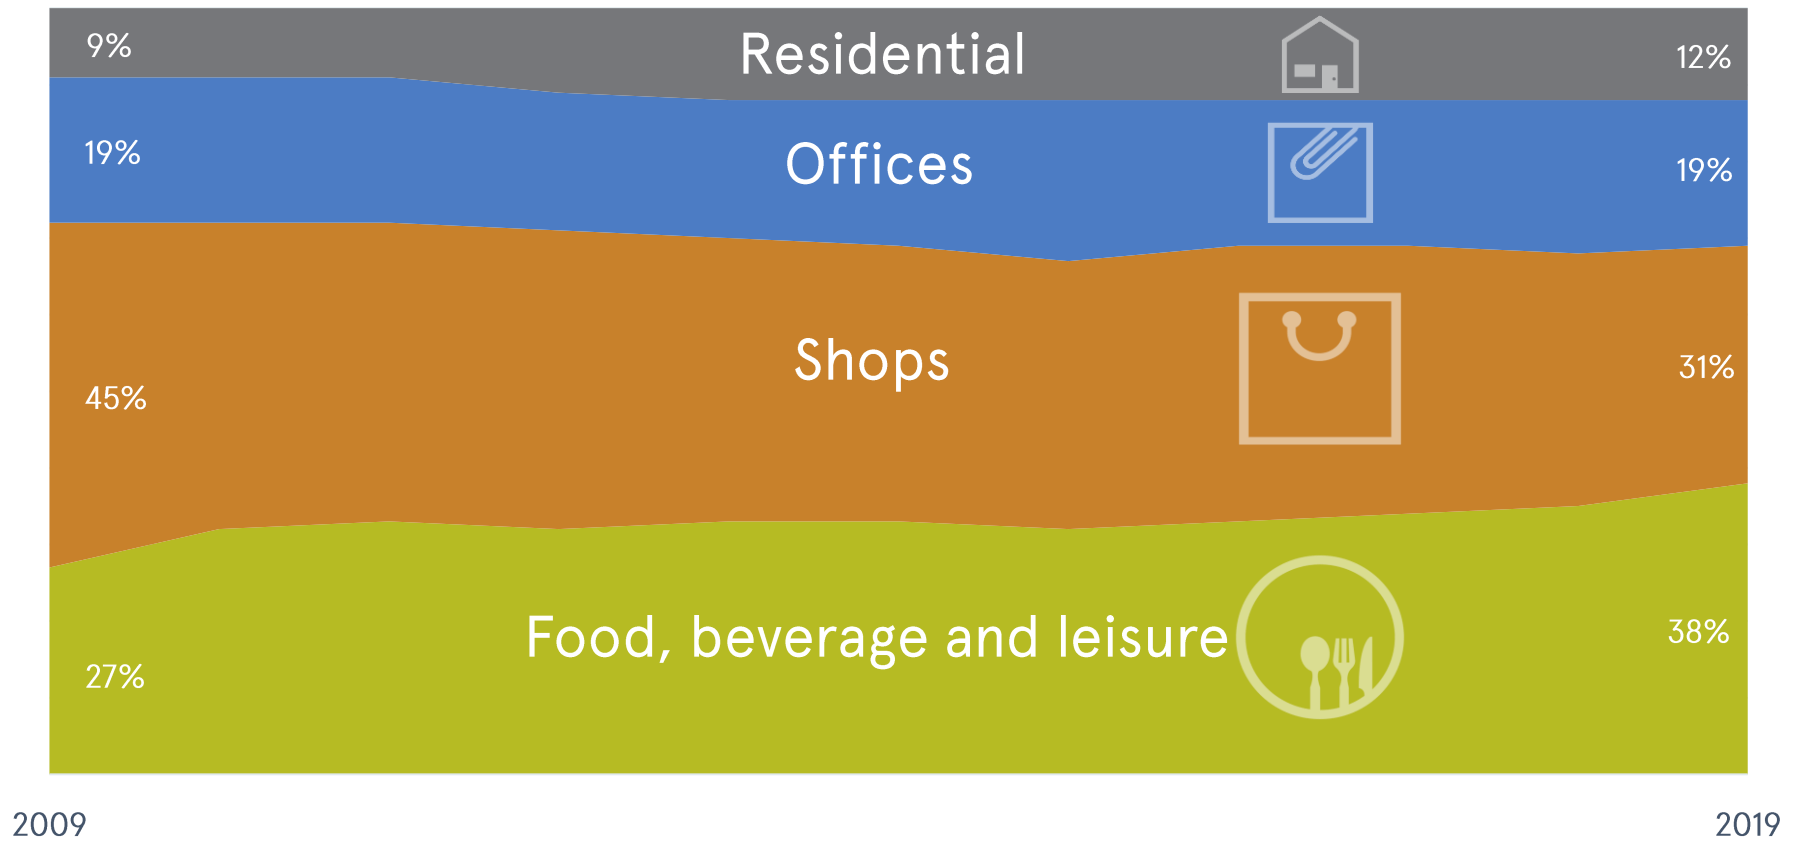 9%
Residential
12%
19%
Offices
19%
45%
Shops
31%
27%
Food, beverage and leisure
38%
2009
2019